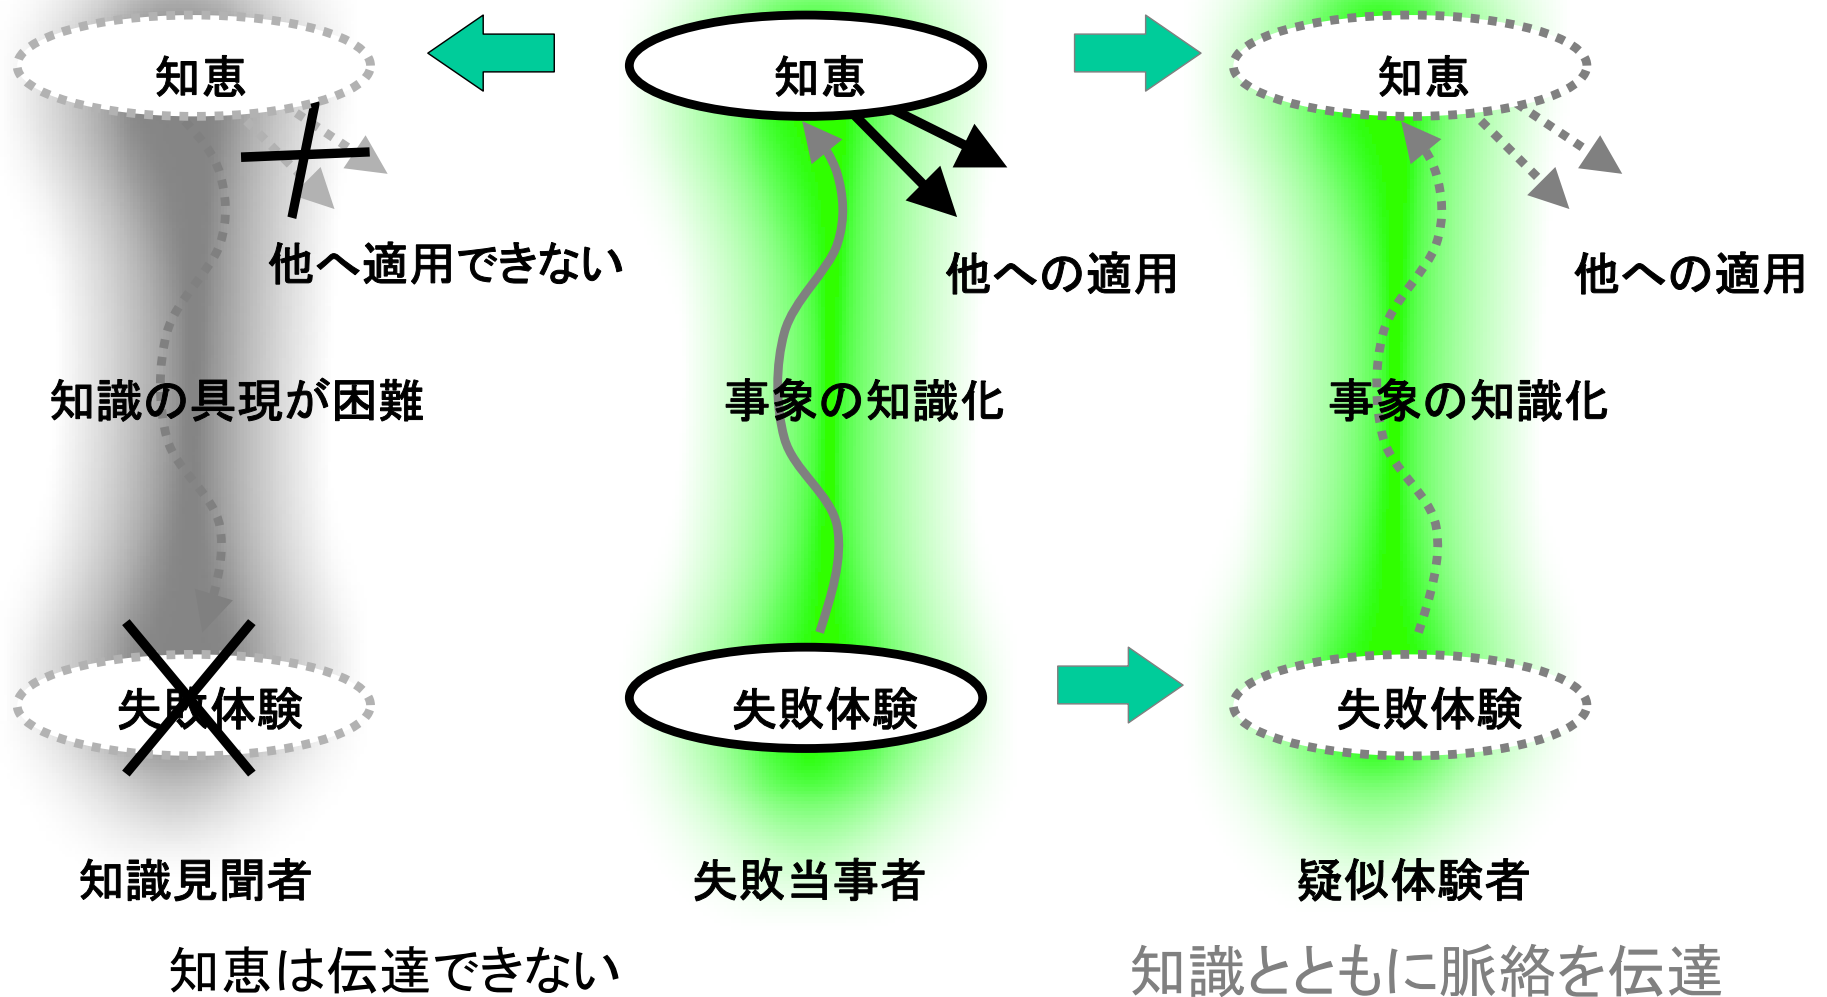 知恵
知恵
知恵
他へ適用できない
他への適用
他への適用
知識の具現が困難
事象の知識化
事象の知識化
失敗体験
失敗体験
失敗体験
知識見聞者
失敗当事者
疑似体験者
知恵は伝達できない
知識とともに脈絡を伝達